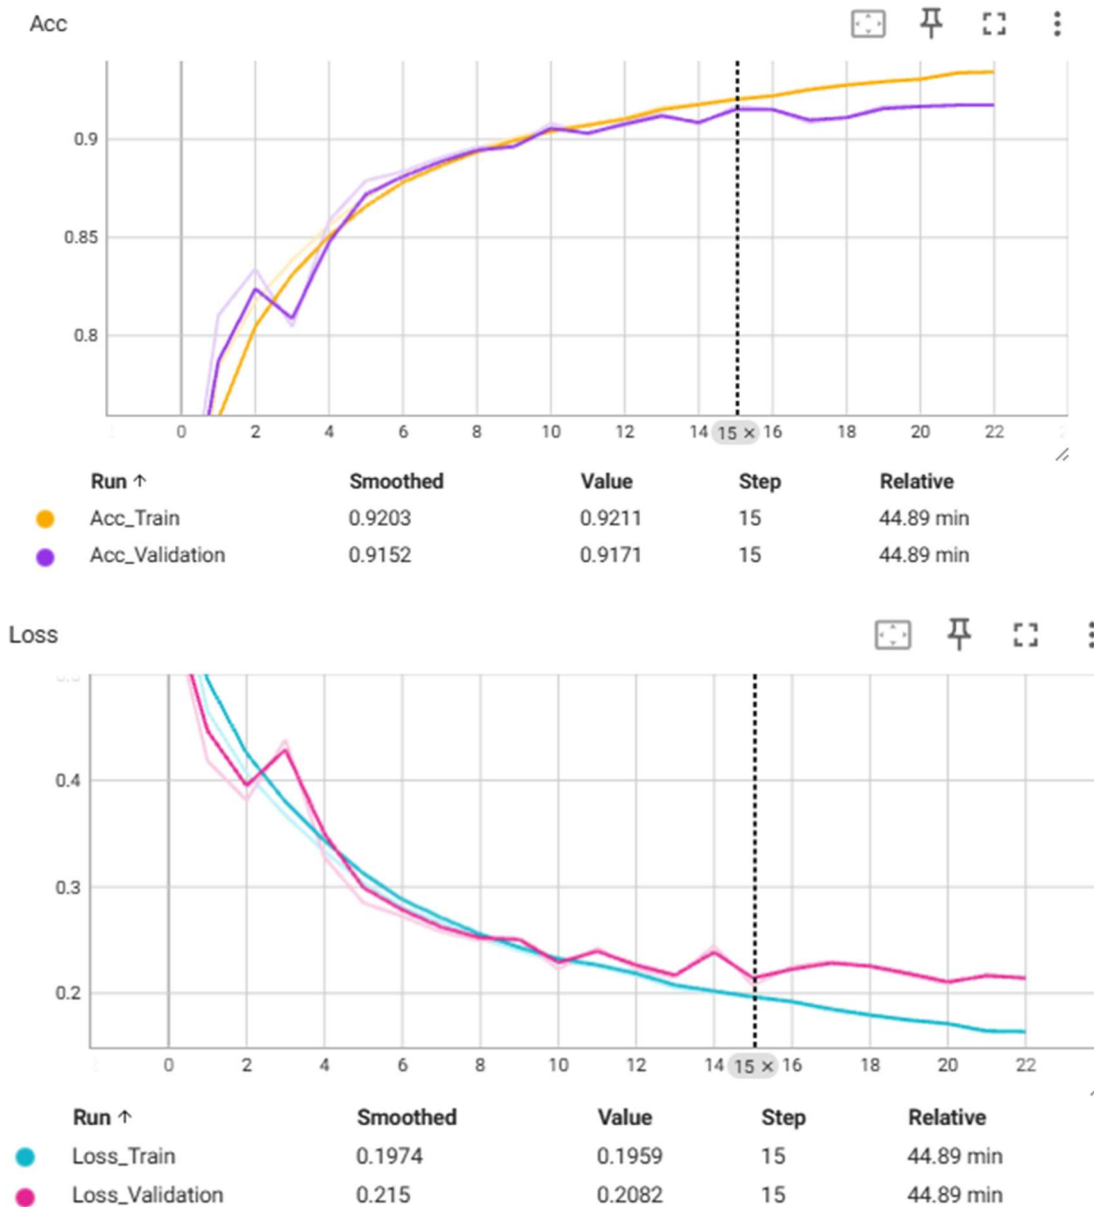 Acc
0.9
0.85
0.8
0 2 4 6 8 10 12 14 15 × 16 18 20 22
Run ↑ Smoothed Value Step Relative
Acc_Train 0.9203 0.9211 15 44.89 min
Acc_Validation 0.9152 0.9171 15 44.89 min
Loss
0.4
0.3
0.2
0 2 4 6 8 10 12 14 15 × 16 18 20 22
Run ↑ Smoothed Value Step Relative
Loss_Train 0.1974 0.1959 15 44.89 min
Loss_Validation 0.215 0.2082 15 44.89 min